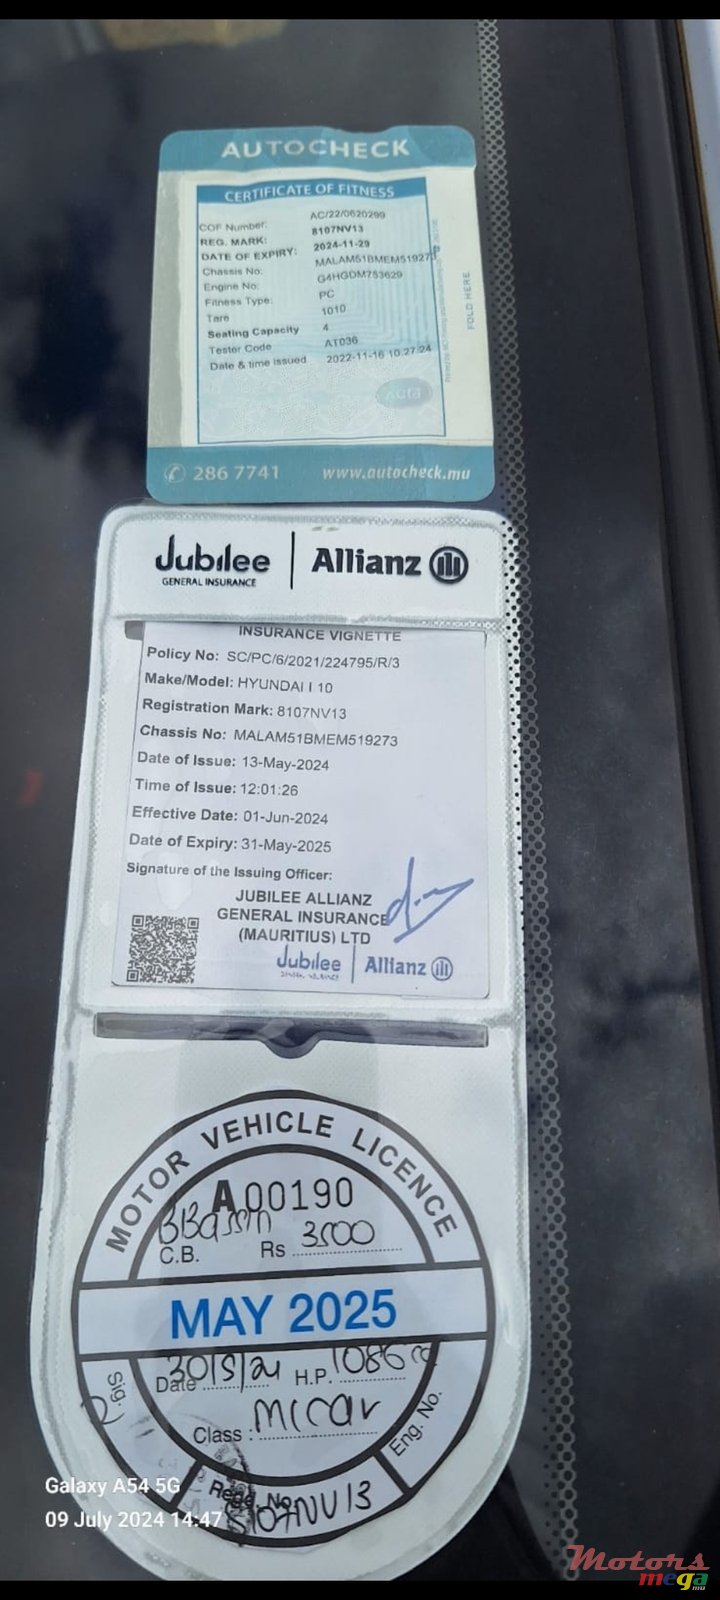 AUTOCHECK
CERTIFICATE OF FITNESS
COF Number: AC/22/0620299
REG. MARK: 8107NV13
DATE OF EXPIRY: 2024-11-29
Chassis No: MALAM51BMEM519273
Engine No: G4HGDM753629
Fitness Type: PC
Tare 1010
Seating Capacity 4
Tester Code AT036
Date & time issued 2022-11-16 10:27:24
FOLD HERE
286 7741 www.autocheck.mu
Jubilee Allianz
GENERAL INSURANCE
INSURANCE VIGNETTE
Policy No: SC/PC/6/2021/224795/R/3
Make/Model: HYUNDAI I 10
Registration Mark: 8107NV13
Chassis No: MALAM51BMEM519273
Date of Issue: 13-May-2024
Time of Issue: 12:01:26
Effective Date: 01-Jun-2024
Date of Expiry: 31-May-2025
Signature of the Issuing Officer:
JUBILEE ALLIANZ
GENERAL INSURANCE
(MAURITIUS) LTD
Jubilee Allianz
MOTOR VEHICLE LICENCE
A 00190
C.B. Rs 3500
MAY 2025
Date 30/5/24 H.P. 1086 cc
Sig.
Class : M/car
Eng. No.
Regd. No.
8107NV13
Galaxy A54 5G
09 July 2024 14:47
Motors
mega
.mu